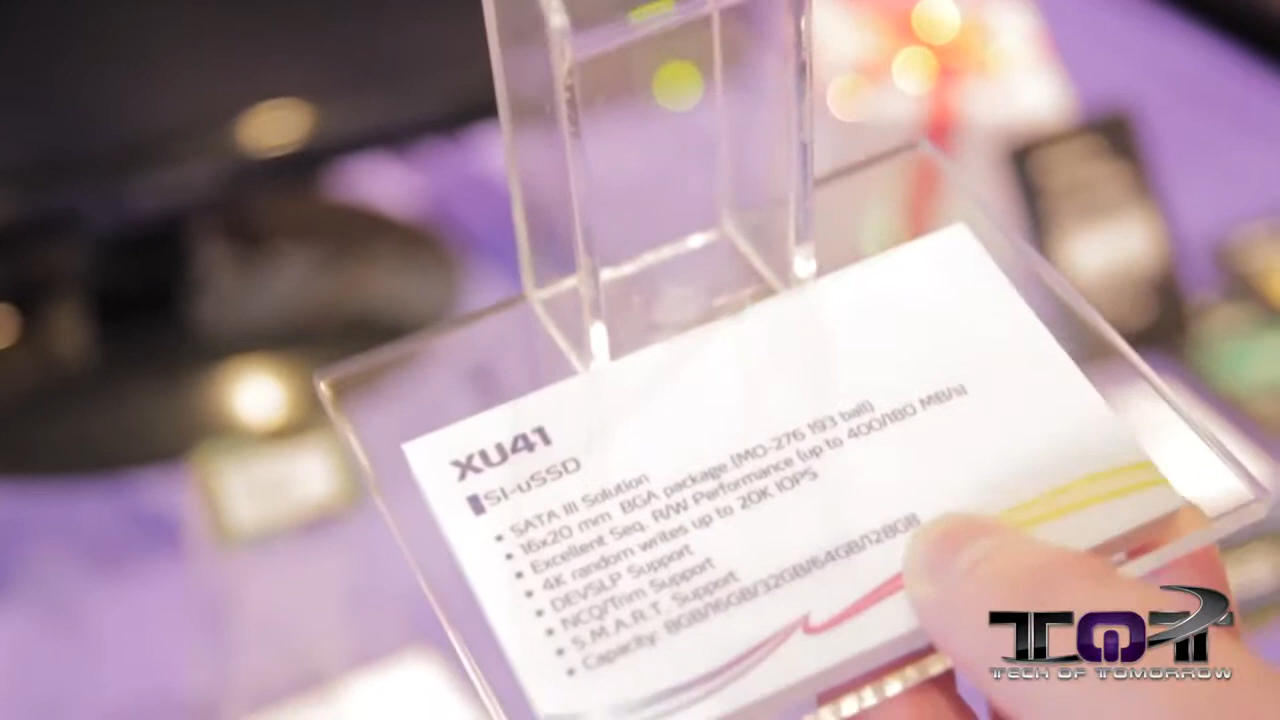 XU41
SI-uSSD
• SATA III Solution
• 16x20 mm BGA package (MO-276 193 ball)
• Excellent Seq. R/W Performance (up to 400/180 MB/s)
• 4K random writes up to 20K IOPS
• DEVSLP Support
• NCQ/Trim Support
• S.M.A.R.T. Support
• Capacity: 8GB/16GB/32GB/64GB/128GB
TOT
TECH OF TOMORROW